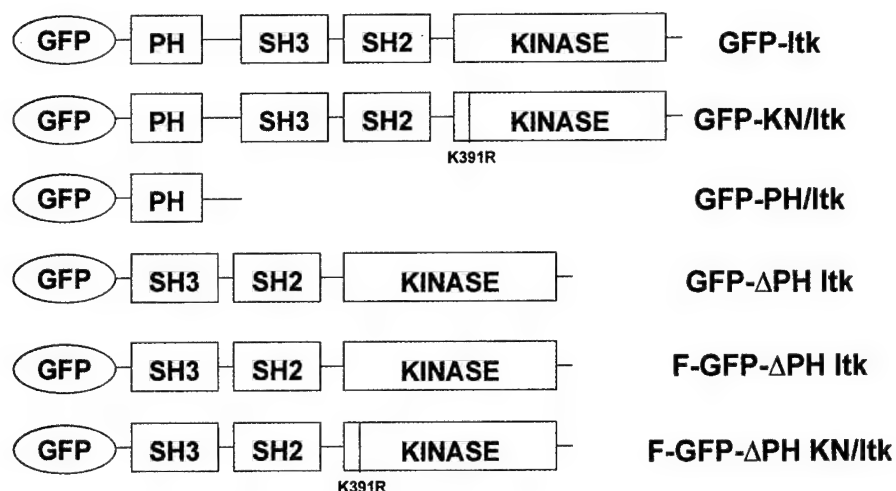 GFP PH SH3 SH2 KINASE GFP-Itk
GFP PH SH3 SH2 KINASE GFP-KN/Itk
K391R
GFP PH GFP-PH/Itk
GFP SH3 SH2 KINASE GFP-ΔPH Itk
GFP SH3 SH2 KINASE F-GFP-ΔPH Itk
GFP SH3 SH2 KINASE F-GFP-ΔPH KN/Itk
K391R